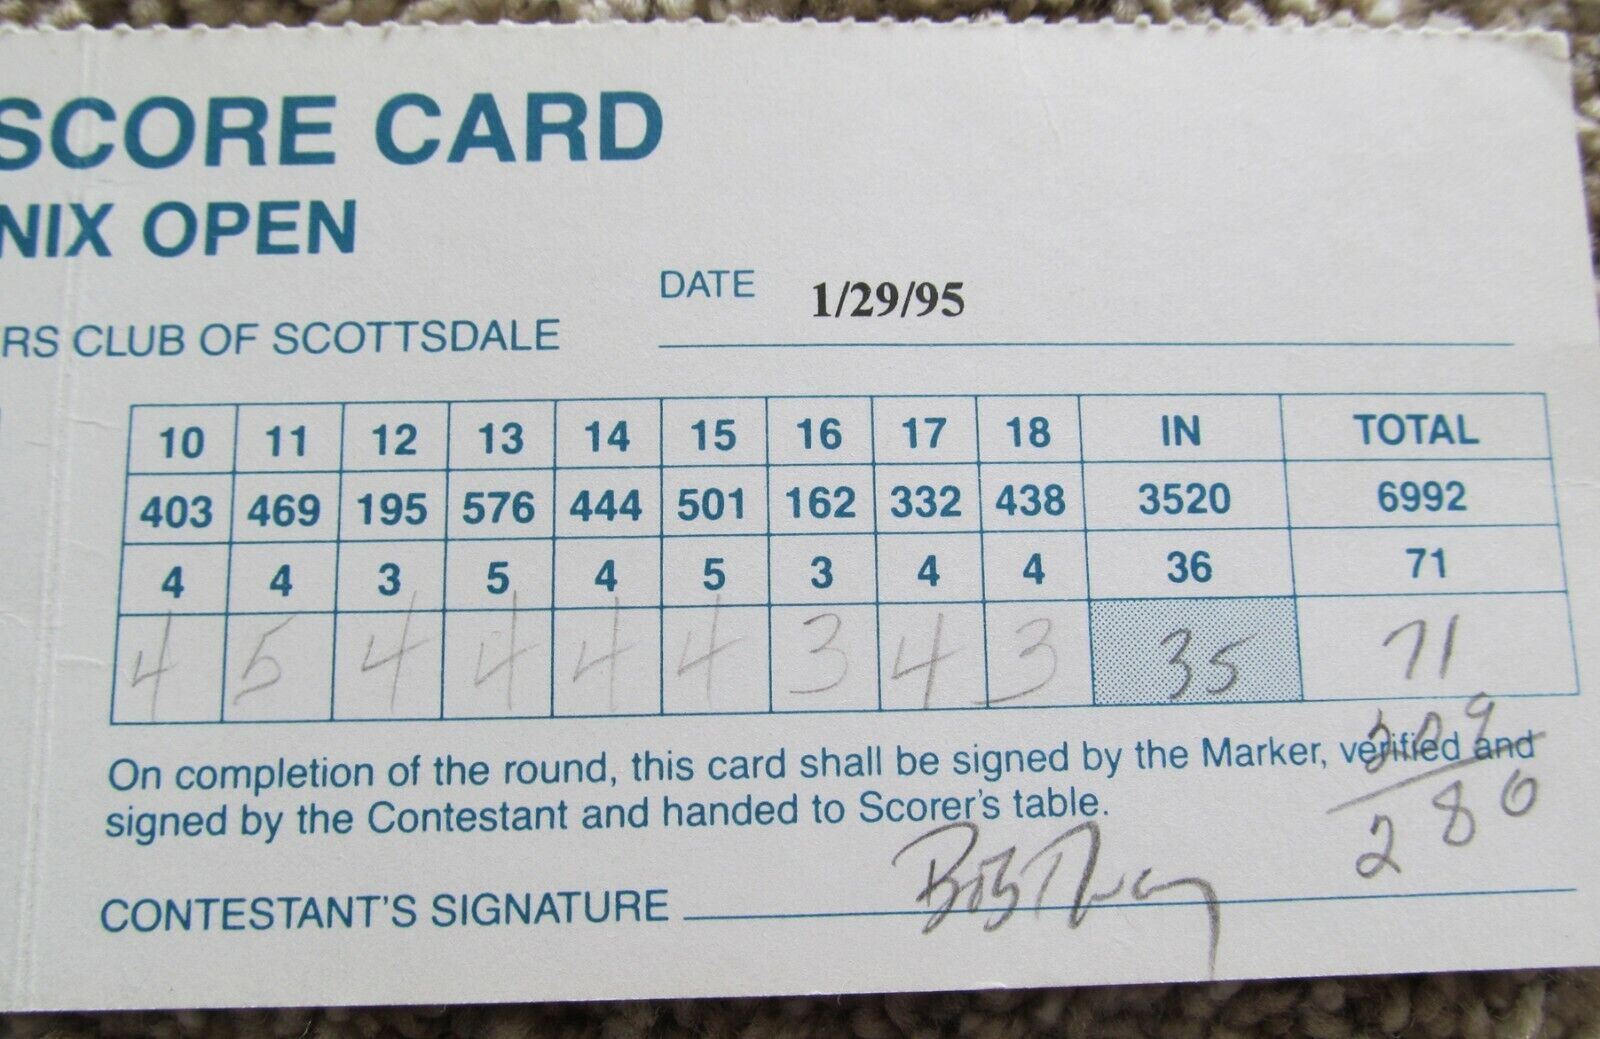 SCORE CARD
NIX OPEN
DATE 1/29/95
RS CLUB OF SCOTTSDALE
10 11 12 13 14 15 16 17 18 IN TOTAL
403 469 195 576 444 501 162 332 438 3520 6992
4 4 3 5 4 5 3 4 4 36 71
4 5 4 4 4 4 3 4 3 35 71
209
On completion of the round, this card shall be signed by the Marker, verified and
280
signed by the Contestant and handed to Scorer's table.
CONTESTANT'S SIGNATURE Bob Tway